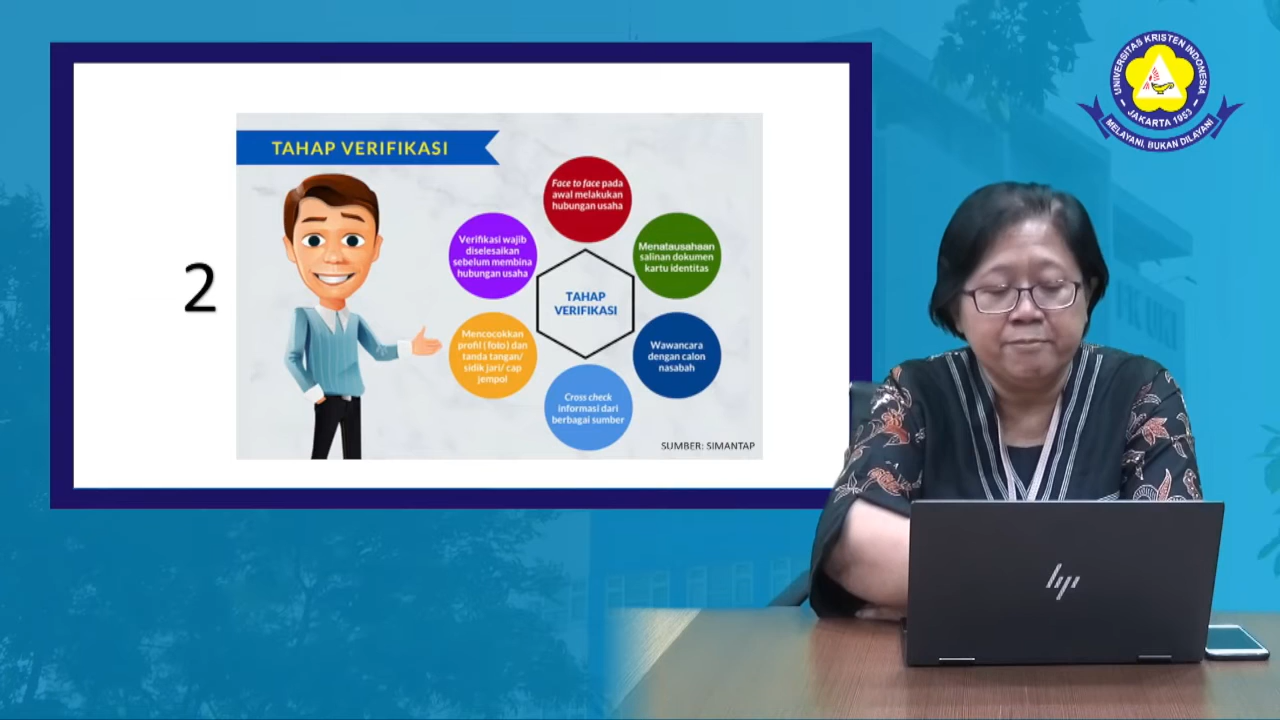 TAHAP VERIFIKASI
2
Face to face pada
awal melakukan
hubungan usaha
Verifikasi wajib
diselesaikan
sebelum membina
hubungan usaha
Menatausahaan
salinan dokumen
kartu identitas
TAHAP
VERIFIKASI
Mencocokkan
profil (foto) dan
tanda tangan/
sidik jari/ cap
jempol
Wawancara
dengan calon
nasabah
Cross check
informasi dari
berbagai sumber
SUMBER: SIMANTAP
UNIVERSITAS KRISTEN INDONESIA
JAKARTA 1953
MELAYANI, BUKAN DILAYANI
hp